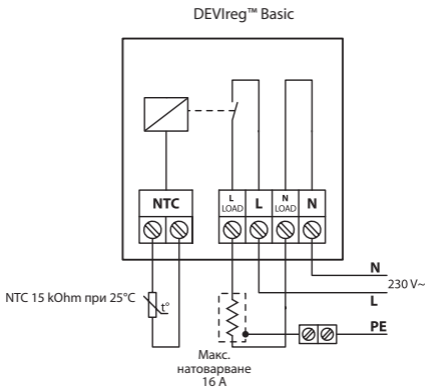 DEVIreg™ Basic
NTC
L
LOAD
L
N
LOAD
N
N
230 V~
L
NTC 15 kOhm при 25°C
t°
PE
Макс.
натоварване
16 A